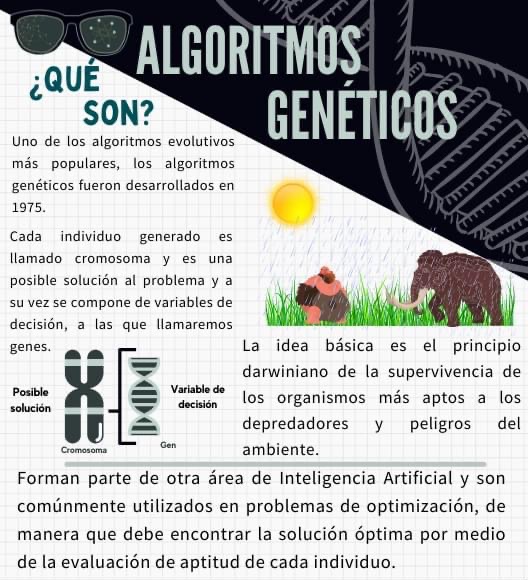 ALGORITMOS
GENÉTICOS
¿QUÉ
SON?
Uno de los algoritmos evolutivos
más populares, los algoritmos
genéticos fueron desarrollados en
1975.
Cada individuo generado es
llamado cromosoma y es una
posible solución al problema y a
su vez se compone de variables de
decisión, a las que llamaremos
genes.
Posible
solución
Cromosoma
Variable de
decisión
Gen
La idea básica es el principio
darwiniano de la supervivencia de
los organismos más aptos a los
depredadores y peligros del
ambiente.
Forman parte de otra área de Inteligencia Artificial y son
comúnmente utilizados en problemas de optimización, de
manera que debe encontrar la solución óptima por medio
de la evaluación de aptitud de cada individuo.